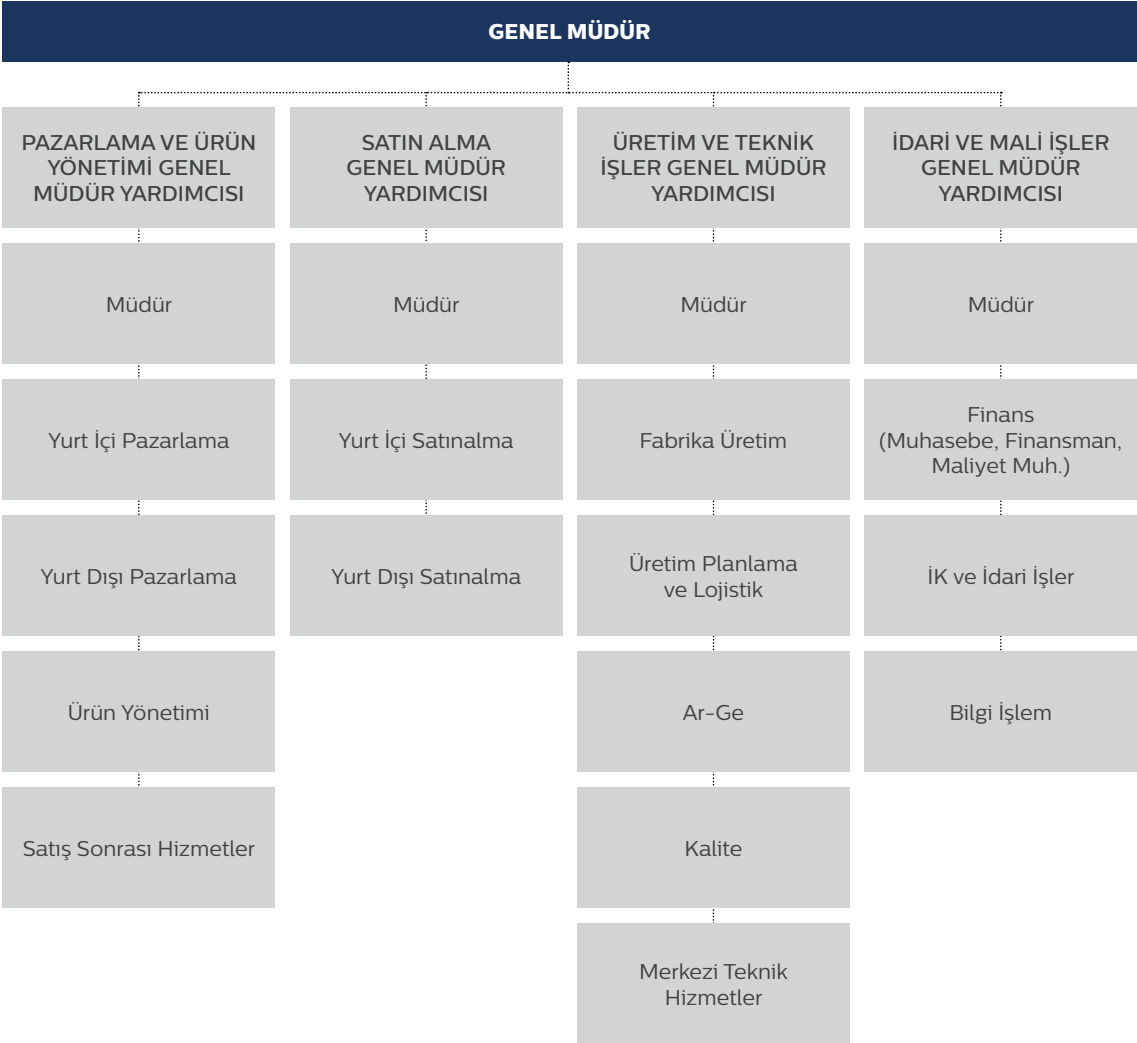 GENEL MÜDÜR
PAZARLAMA VE ÜRÜN
YÖNETİMİ GENEL
MÜDÜR YARDIMCISI
Müdür
Yurt İçi Pazarlama
Yurt Dışı Pazarlama
Ürün Yönetimi
Satış Sonrası Hizmetler
SATIN ALMA
GENEL MÜDÜR
YARDIMCISI
Müdür
Yurt İçi Satınalma
Yurt Dışı Satınalma
ÜRETİM VE TEKNİK
İŞLER GENEL MÜDÜR
YARDIMCISI
Müdür
Fabrika Üretim
Üretim Planlama
ve Lojistik
Ar-Ge
Kalite
Merkezi Teknik
Hizmetler
İDARİ VE MALİ İŞLER
GENEL MÜDÜR
YARDIMCISI
Müdür
Finans
(Muhasebe, Finansman,
Maliyet Muh.)
İK ve İdari İşler
Bilgi İşlem